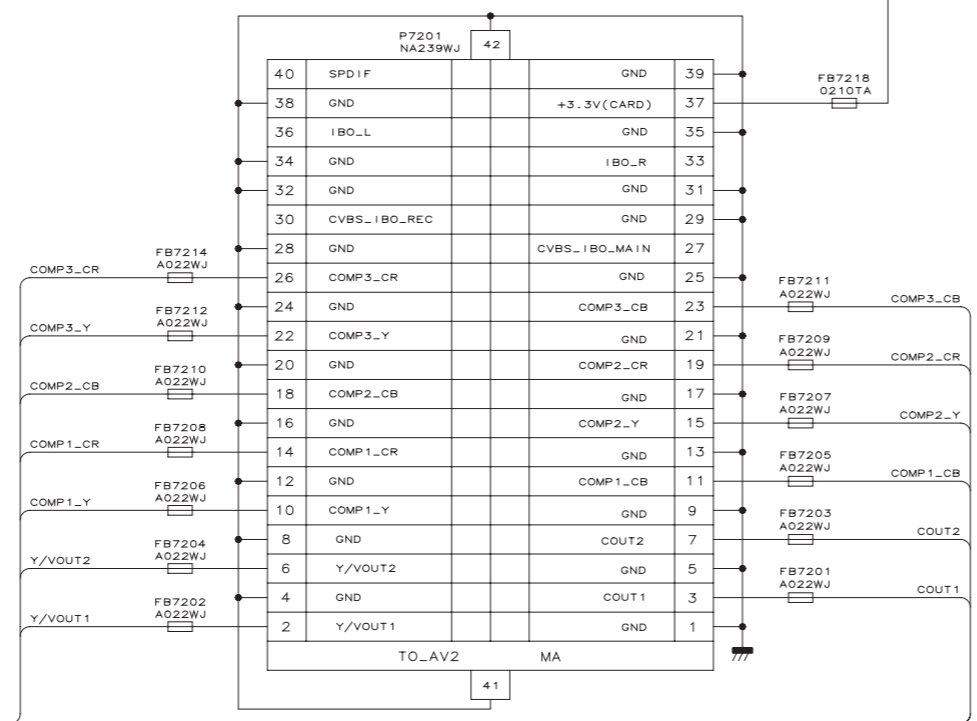 P7201
NA239WJ
42
40 SPDIF GND 39
38 GND +3.3V(CARD) 37
FB7218
0210TA
36 IBO_L GND 35
34 GND IBO_R 33
32 GND GND 31
30 CVBS_IBO_REC GND 29
28 GND CVBS_IBO_MAIN 27
COMP3_CR
FB7214
A022WJ
26 COMP3_CR GND 25
24 GND COMP3_CB 23
FB7211
A022WJ
COMP3_CB
COMP3_Y
FB7212
A022WJ
22 COMP3_Y GND 21
20 GND COMP2_CR 19
FB7209
A022WJ
COMP2_CR
COMP2_CB
FB7210
A022WJ
18 COMP2_CB GND 17
16 GND COMP2_Y 15
FB7207
A022WJ
COMP2_Y
COMP1_CR
FB7208
A022WJ
14 COMP1_CR GND 13
12 GND COMP1_CB 11
FB7205
A022WJ
COMP1_CB
COMP1_Y
FB7206
A022WJ
10 COMP1_Y GND 9
8 GND COUT2 7
FB7203
A022WJ
COUT2
Y/VOUT2
FB7204
A022WJ
6 Y/VOUT2 GND 5
4 GND COUT1 3
FB7201
A022WJ
COUT1
Y/VOUT1
FB7202
A022WJ
2 Y/VOUT1 GND 1
TO_AV2 MA
41